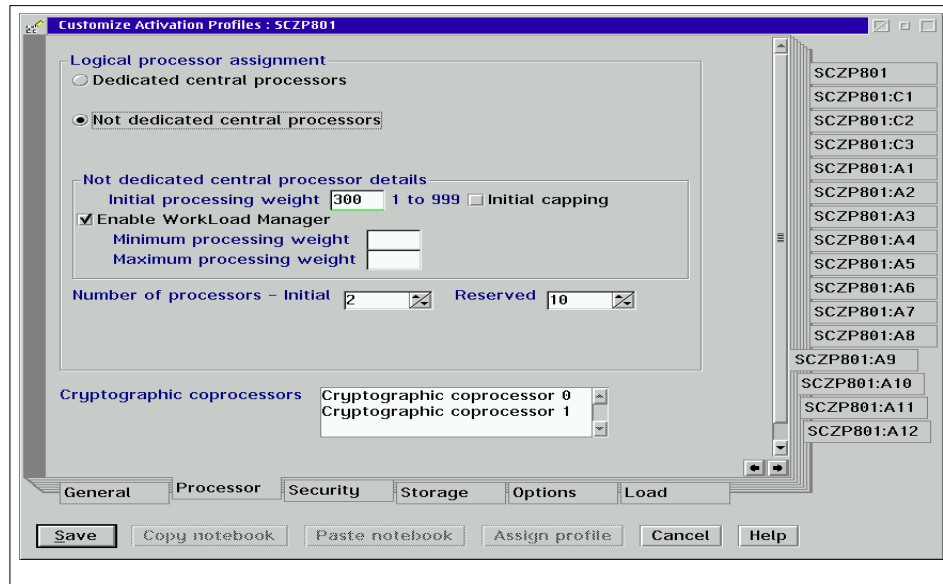 Customize Activation Profiles : SCZP801
Logical processor assignment
Dedicated central processors
Not dedicated central processors
Not dedicated central processor details
Initial processing weight 300 1 to 999 Initial capping
Enable WorkLoad Manager
Minimum processing weight
Maximum processing weight
Number of processors - Initial 2 Reserved 10
Cryptographic coprocessors
Cryptographic coprocessor 0
Cryptographic coprocessor 1
SCZP801
SCZP801:C1
SCZP801:C2
SCZP801:C3
SCZP801:A1
SCZP801:A2
SCZP801:A3
SCZP801:A4
SCZP801:A5
SCZP801:A6
SCZP801:A7
SCZP801:A8
SCZP801:A9
SCZP801:A10
SCZP801:A11
SCZP801:A12
General Processor Security Storage Options Load
Save Copy notebook Paste notebook Assign profile Cancel Help